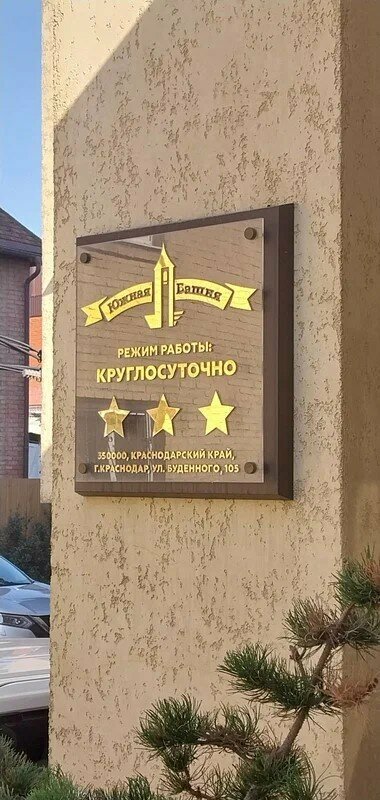 Южная Башня
РЕЖИМ РАБОТЫ:
КРУГЛОСУТОЧНО
350000, КРАСНОДАРСКИЙ КРАЙ,
Г.КРАСНОДАР, УЛ. БУДЕННОГО, 105